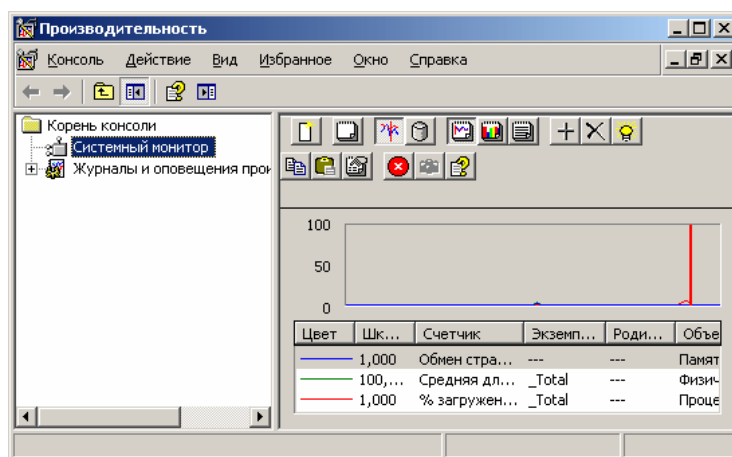 Производительность
Консоль Действие Вид Избранное Окно Справка
Корень консоли
Системный монитор
Журналы и оповещения прои
100
50
0
Цвет Шк... Счетчик Экземп... Роди... Объе
1,000 Обмен стра... --- --- Памят
100,... Средняя дл... _Total --- Физич
1,000 % загружен... _Total --- Проце